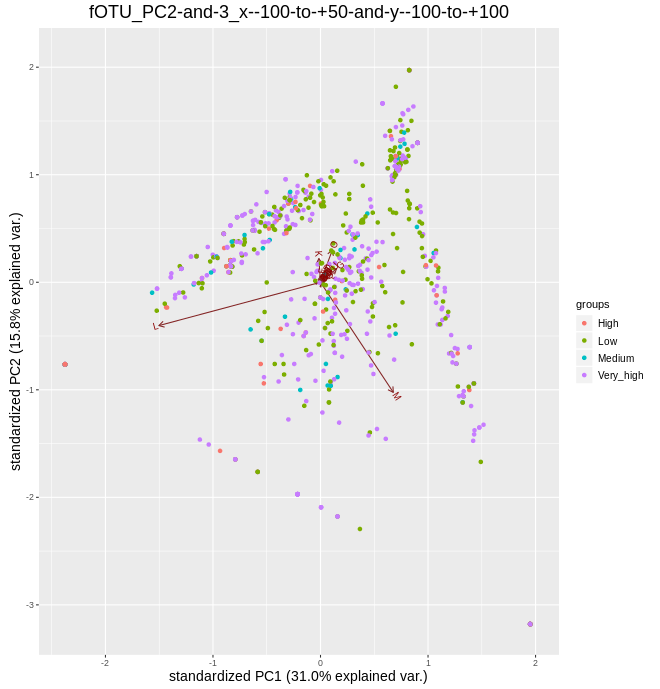 fOTU_PC2-and-3_x--100-to-+50-and-y--100-to-+100
standardized PC2 (15.8% explained var.)
2
1
0
-1
-2
-3
L
K
M
groups
High
Low
Medium
Very_high
-2
-1
0
1
2
standardized PC1 (31.0% explained var.)